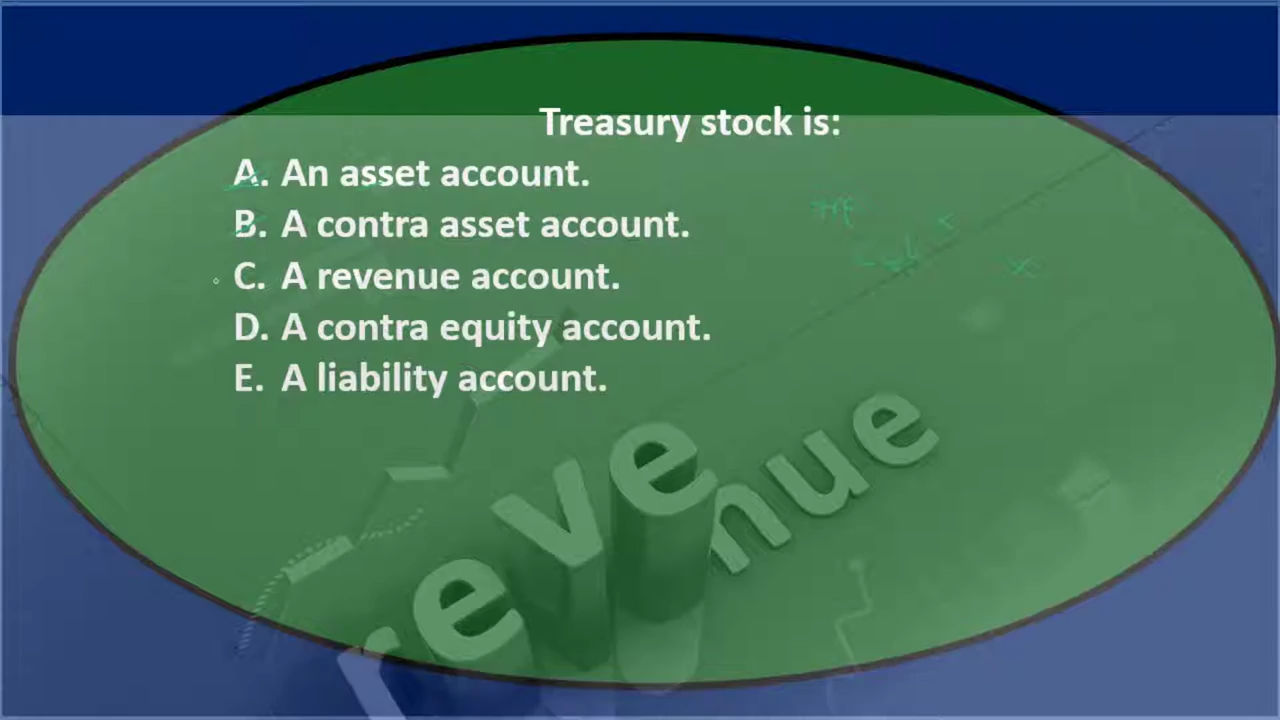 Treasury stock is:
A. An asset account.
B. A contra asset account.
C. A revenue account.
D. A contra equity account.
E. A liability account.
revenue